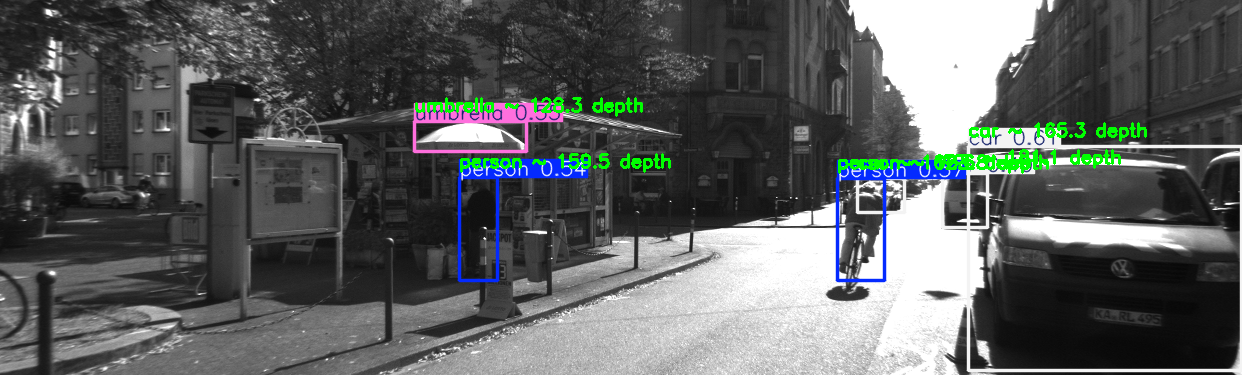 umbrella ~ 128.3 depth
umbrella 0.55
car ~ 165.3 depth
car 0.61
person ~ 159.5 depth
person 0.54
person 0.57
KA·RL 495